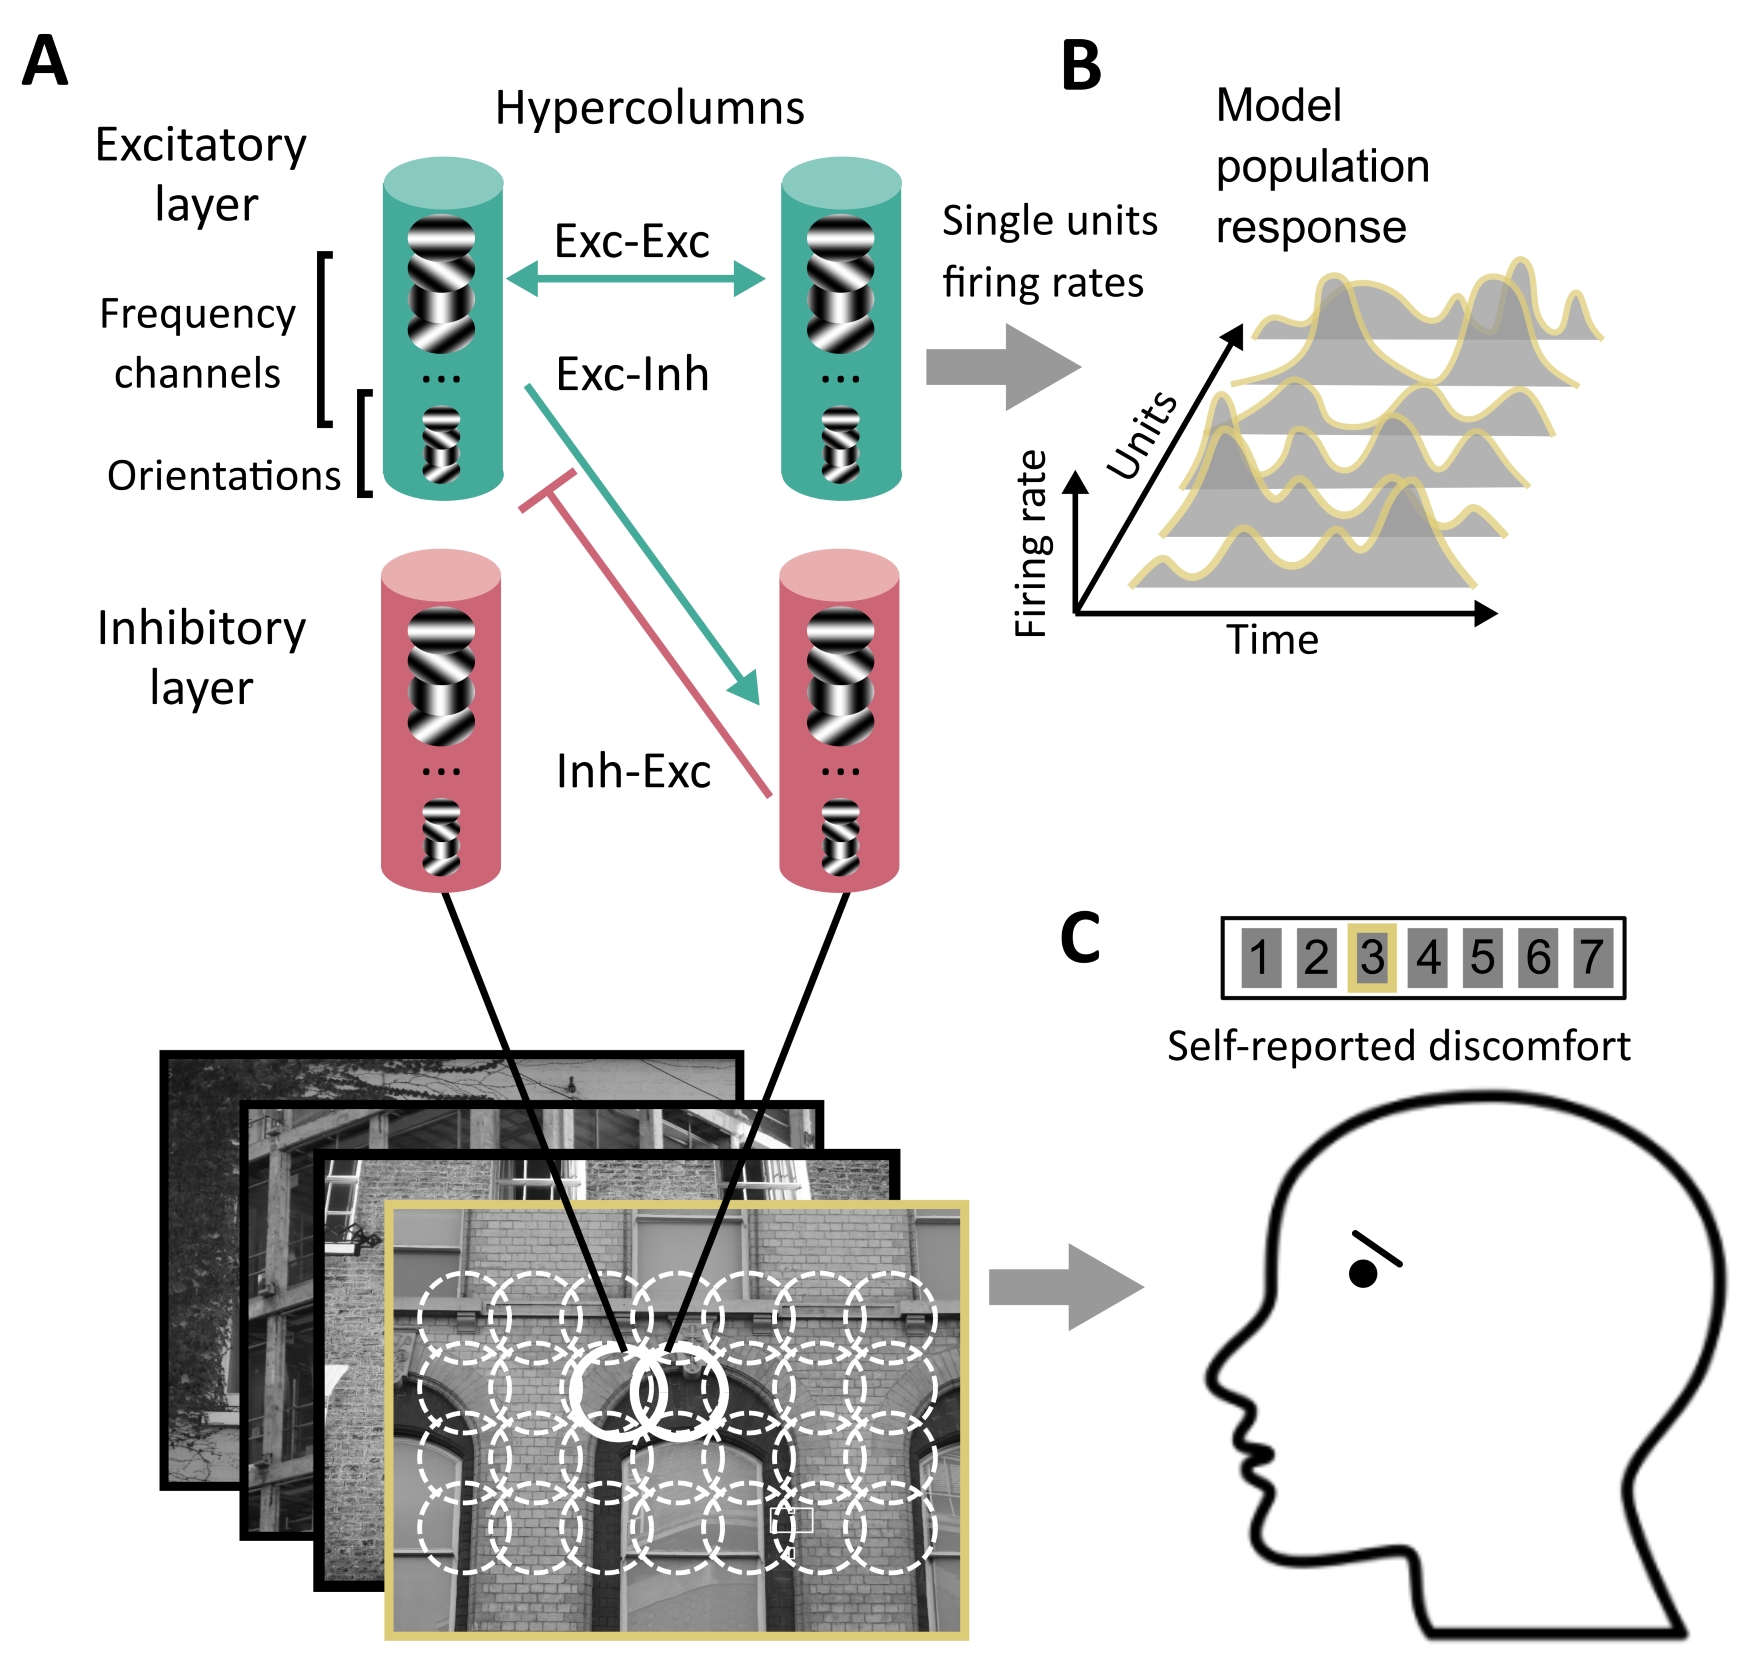 A
Hypercolumns
Excitatory
layer
Exc-Exc
Frequency
channels
Exc-Inh
...
...
Orientations
Inhibitory
layer
Inh-Exc
...
...
Single units
firing rates
B
Model
population
response
Units
Firing rate
Time
C
1 2 3 4 5 6 7
Self-reported discomfort